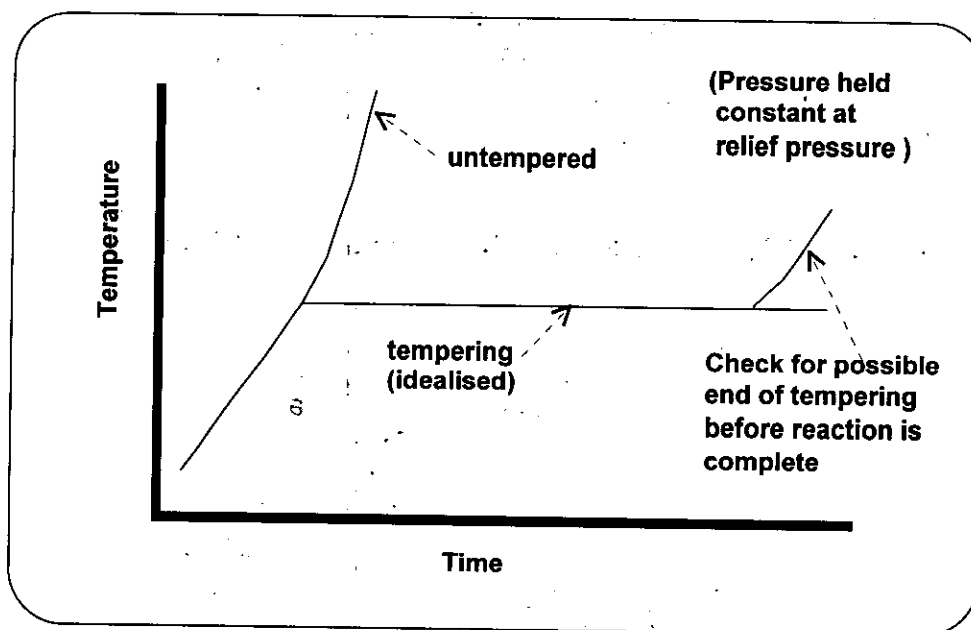 (Pressure held
constant at
relief pressure )
untempered
Temperature
tempering
(idealised)
Check for possible
end of tempering
before reaction is
complete
Time